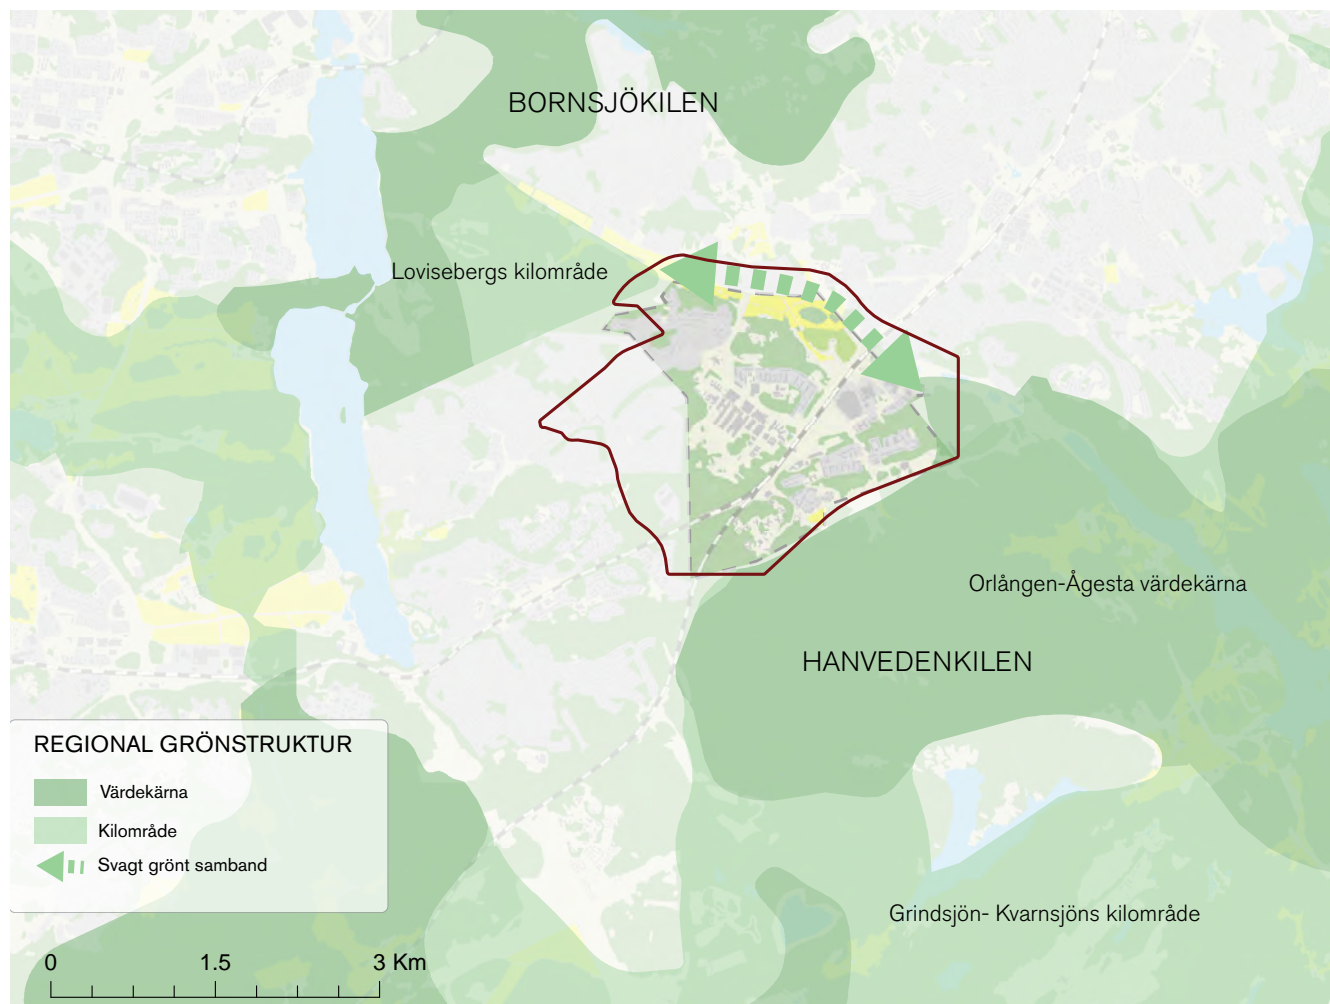 BORNSJÖKILEN
Lovisebergs kilområde
Orlången-Ågesta värdekärna
HANVEDENKILEN
REGIONAL GRÖNSTRUKTUR
Värdekärna
Kilområde
Svagt grönt samband
Grindsjön- Kvarnsjöns kilområde
0 1.5 3 Km